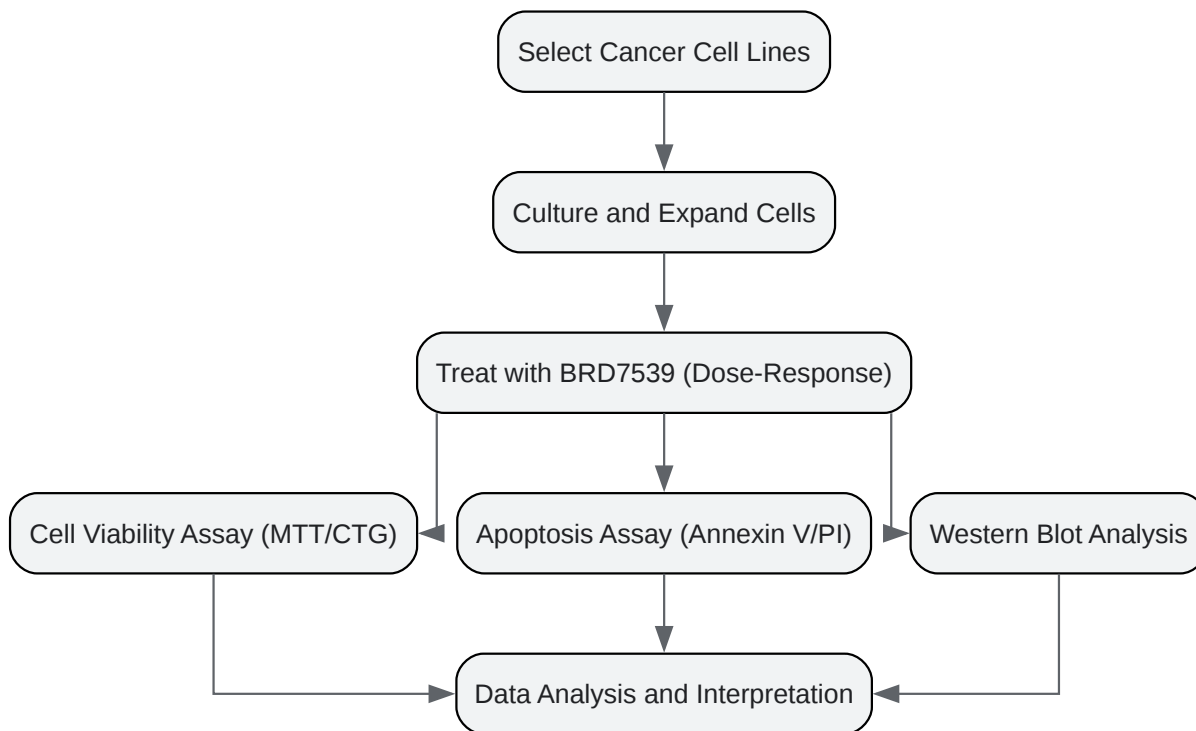 Select Cancer Cell Lines
Culture and Expand Cells
Treat with BRD7539 (Dose-Response)
Cell Viability Assay (MTT/CTG)
Apoptosis Assay (Annexin V/PI)
Western Blot Analysis
Data Analysis and Interpretation